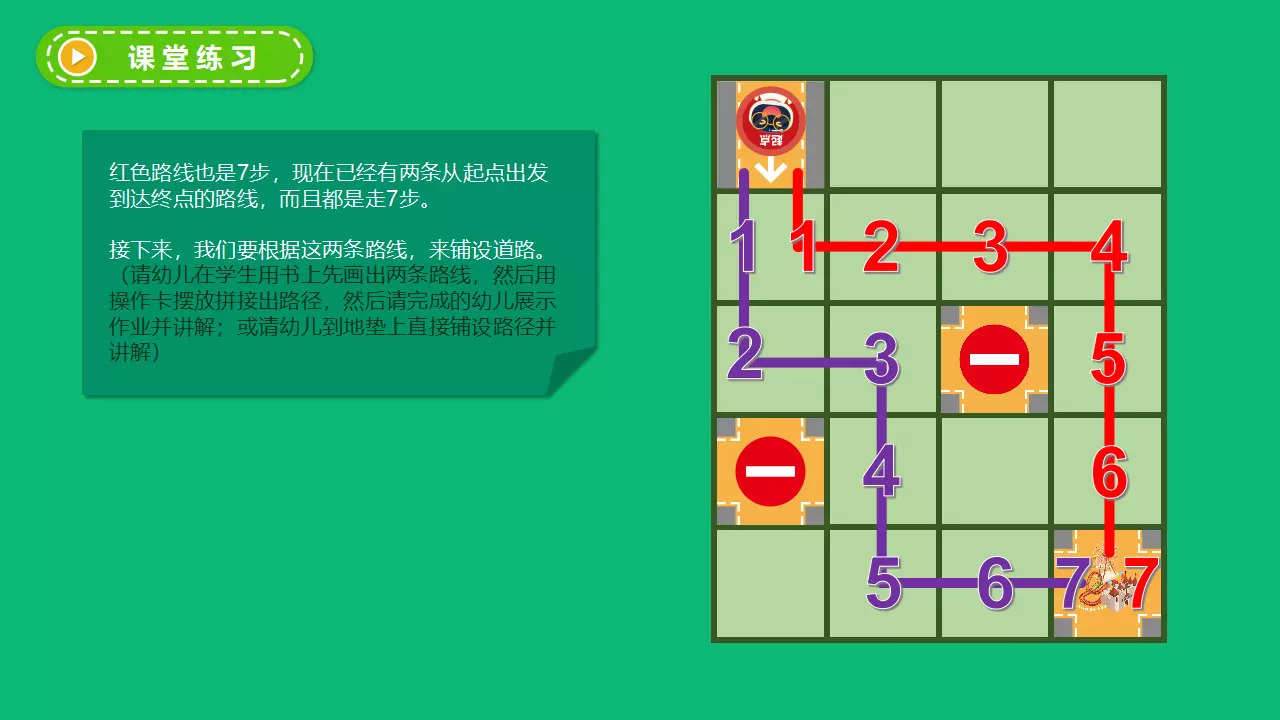 课堂练习
红色路线也是7步，现在已经有两条从起点出发
到达终点的路线，而且都是走7步。
接下来，我们要根据这两条路线，来铺设道路。
（请幼儿在学生用书上先画出两条路线，然后用
操作卡摆放拼接出路径，然后请完成的幼儿展示
作业并讲解；或请幼儿到地垫上直接铺设路径并
讲解）
起点
1 1 2 3 4
2 3 5
4 6
5 6 7 7